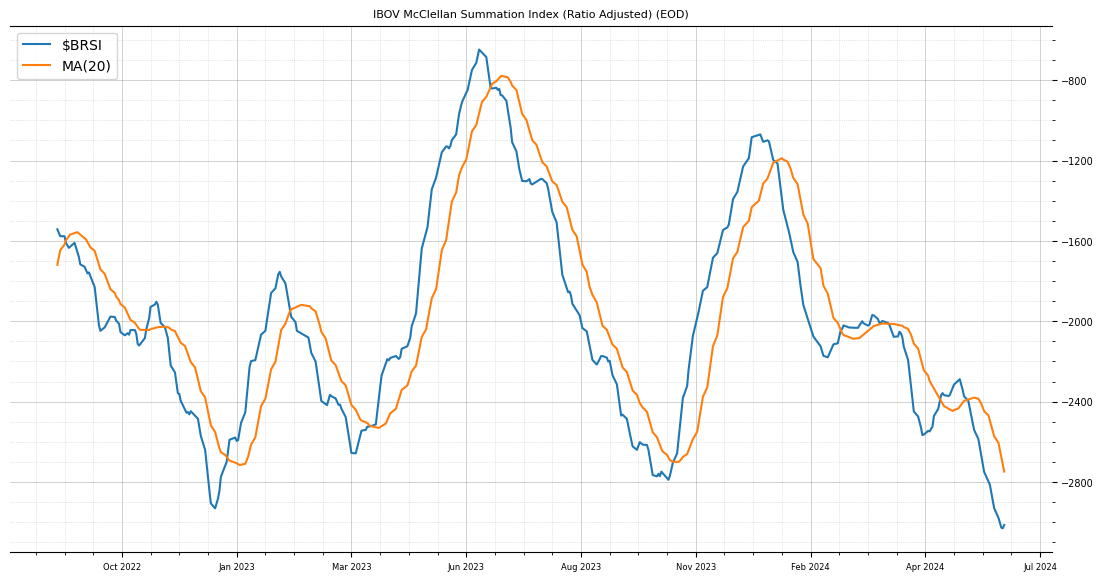 IBOV McClellan Summation Index (Ratio Adjusted) (EOD)
$BRSI
MA(20)
−800
−1200
−1600
−2000
−2400
−2800
Oct 2022 Jan 2023 Mar 2023 Jun 2023 Aug 2023 Nov 2023 Feb 2024 Apr 2024 Jul 2024